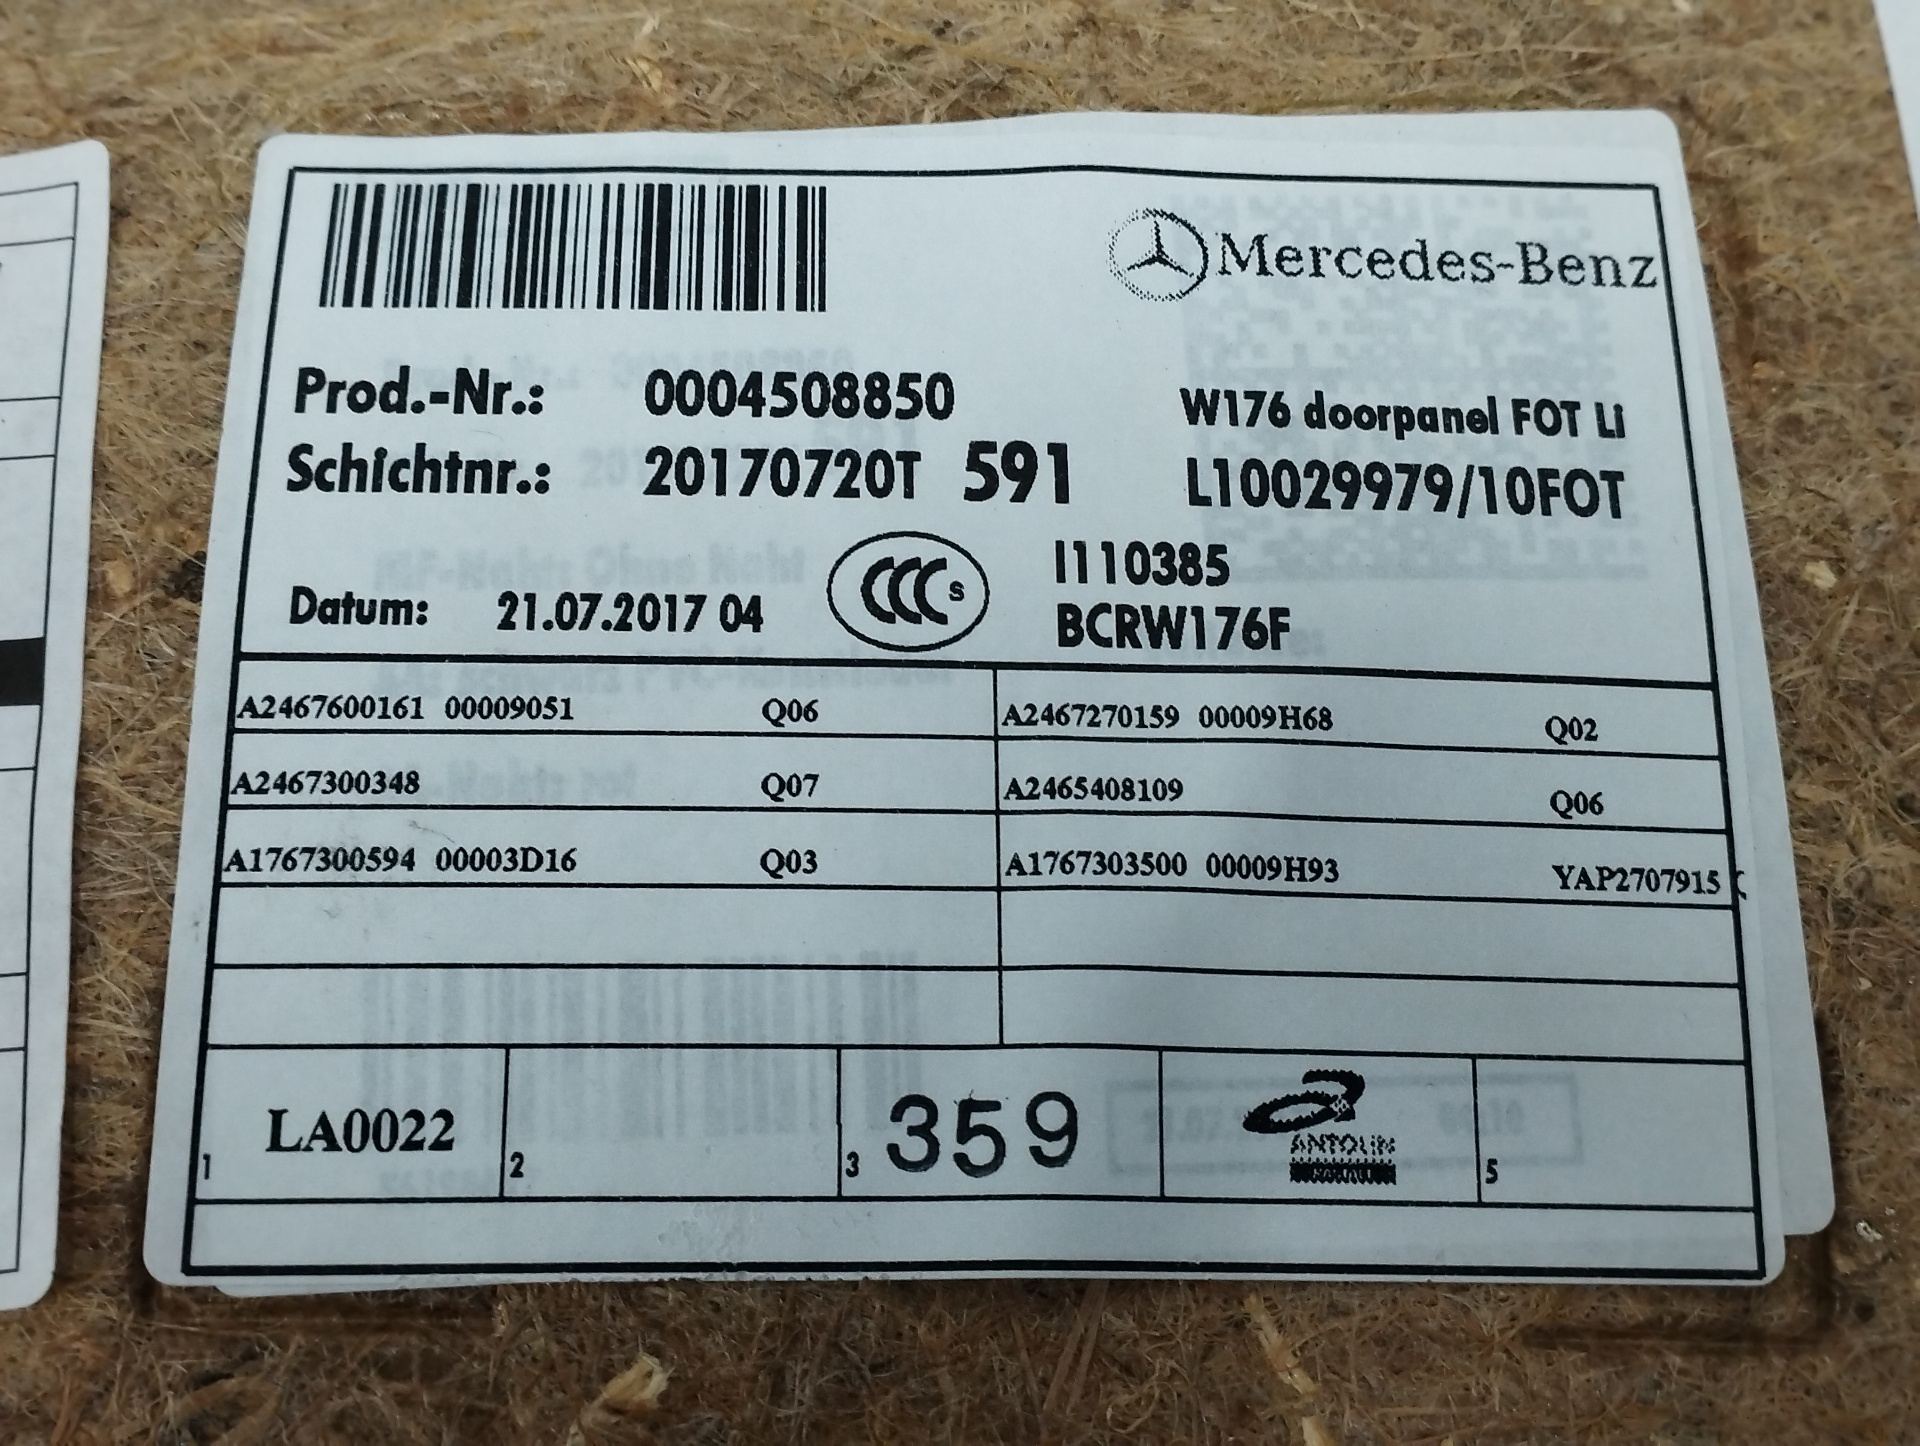 Mercedes-Benz
Prod.-Nr.: 0004508850 W176 doorpanel FOT Li
Schichtnr.: 20170720T 591 L10029979/10FOT
I110385
Datum: 21.07.2017 04 CCC S BCRW176F
A2467600161 00009051 Q06 A2467270159 00009H68 Q02
A2467300348 Q07 A2465408109 Q06
A1767300594 00003D16 Q03 A1767303500 00009H93 YAP2707915
1 LA0022 2 3 359 ANTOLIN 5